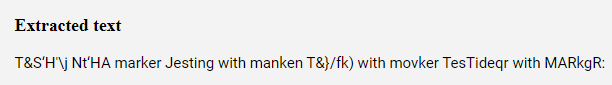 Extracted text
T&S'H'\j Nt'HA marker Jesting with manken T&}/fk) with movker TesTideqr with MARkgR: